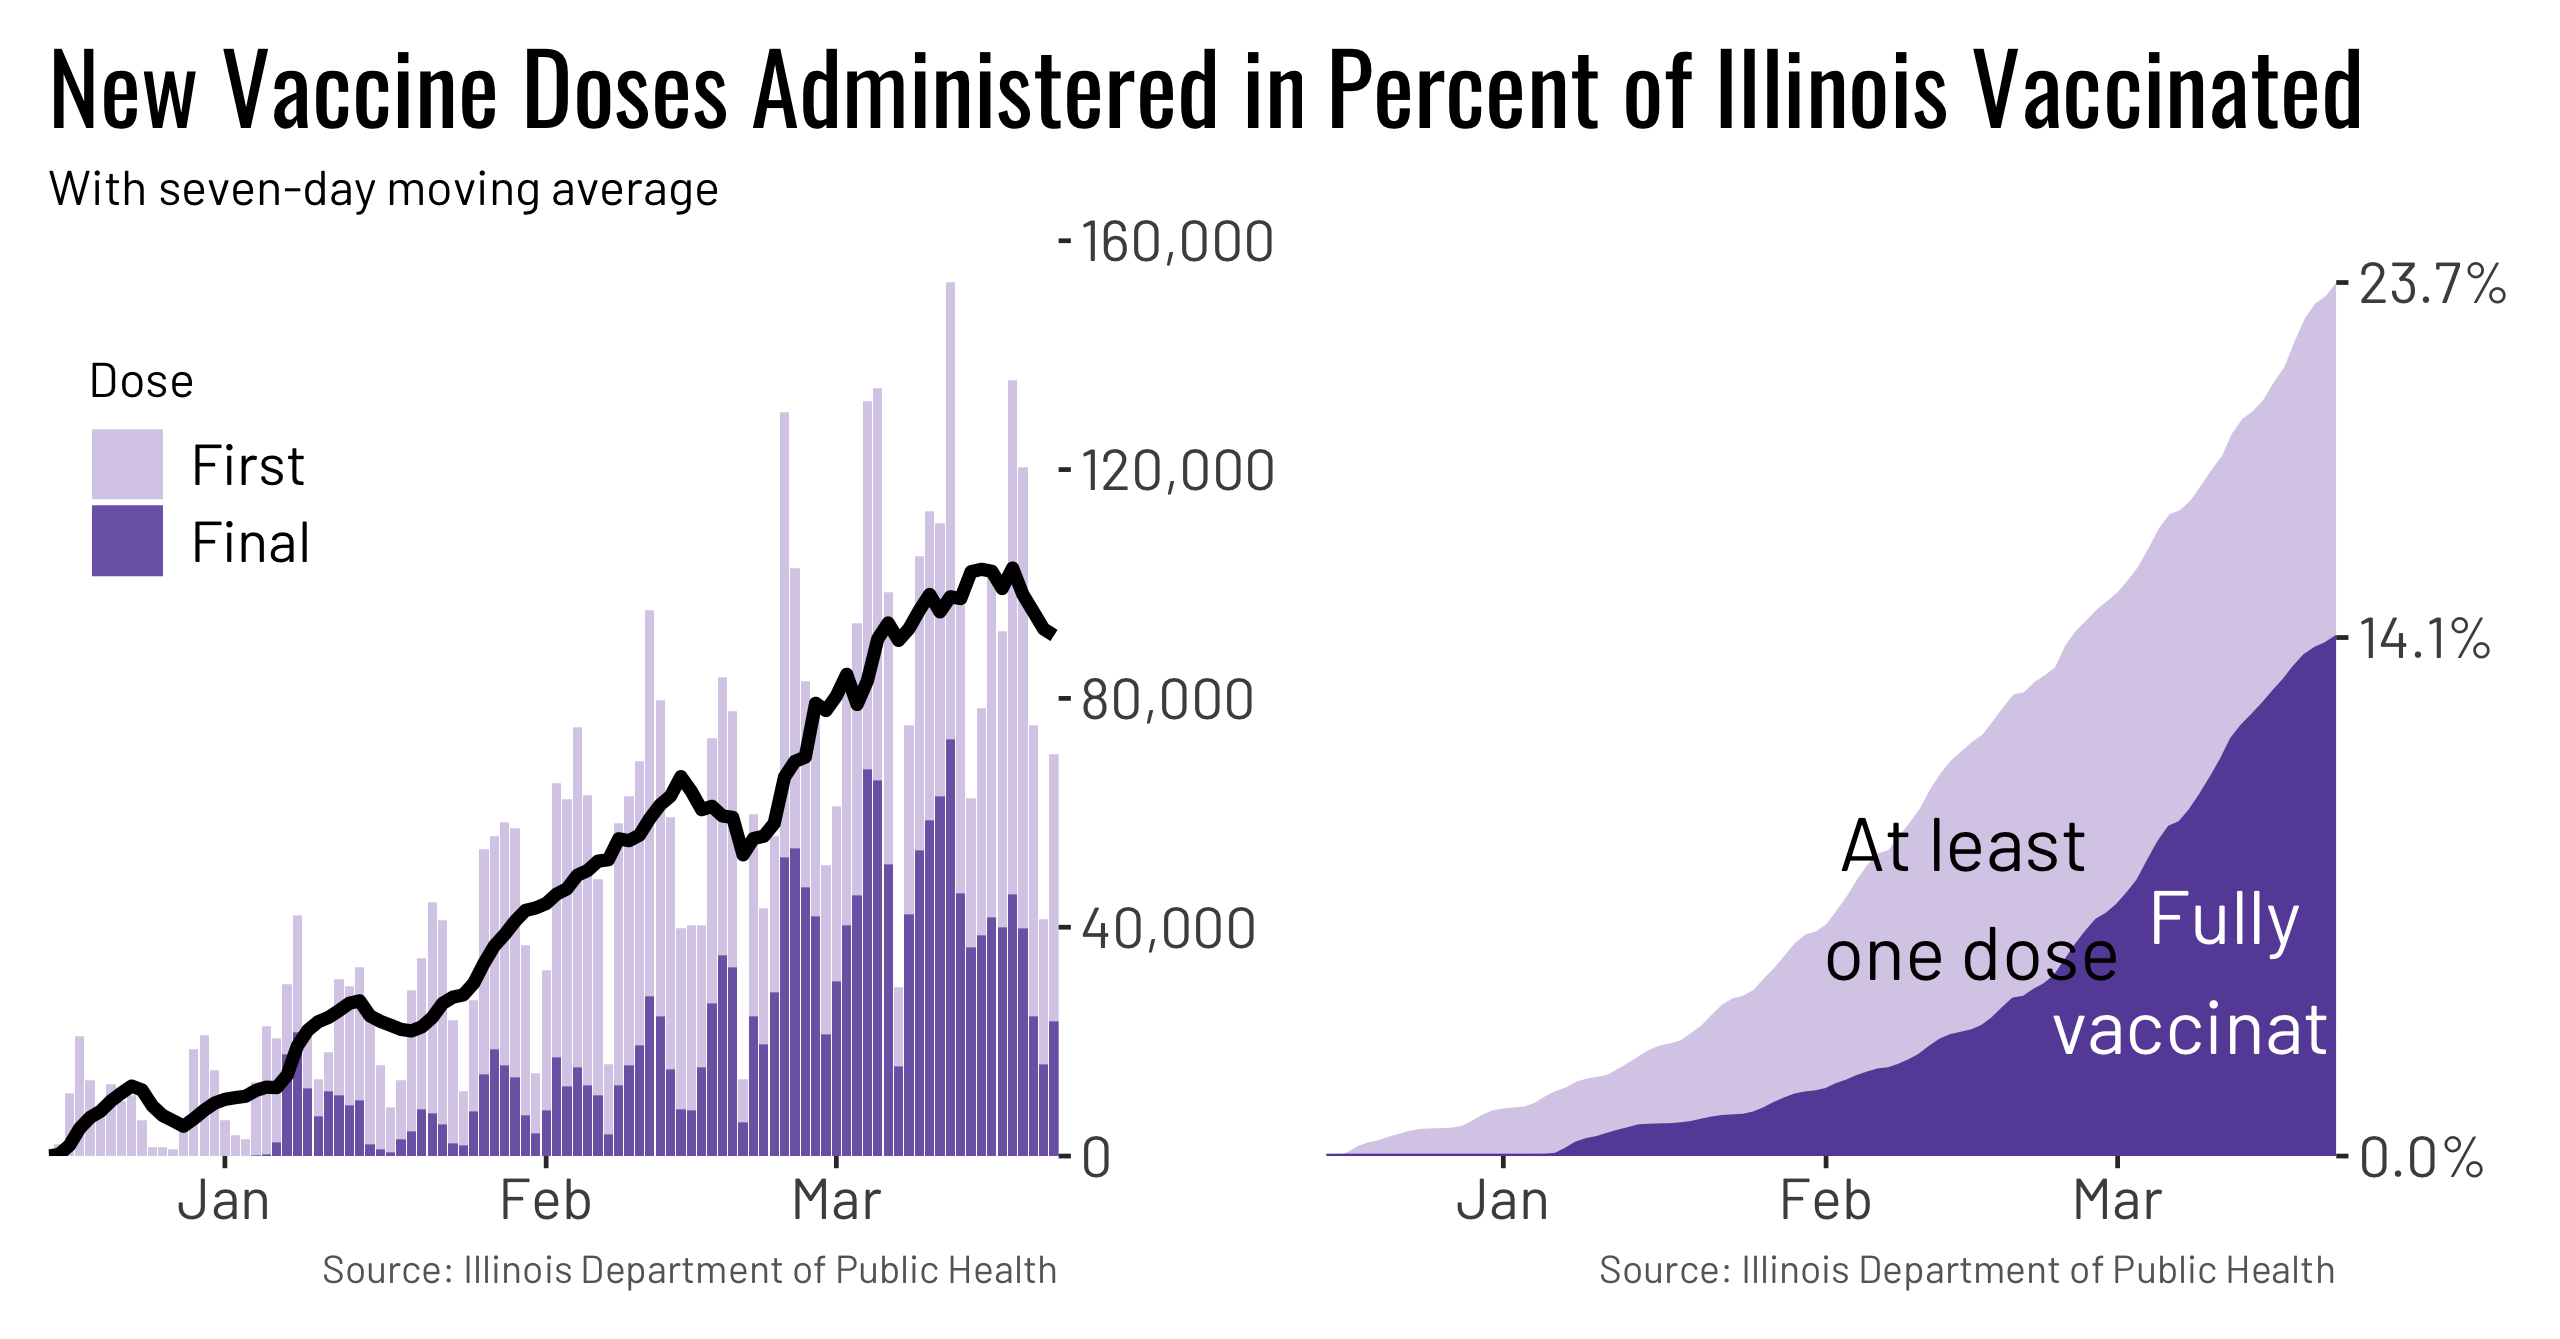 New Vaccine Doses Administered in Percent of Illinois Vaccinated
With seven-day moving average
Dose
First
Final
160,000
120,000
80,000
40,000
0
Jan Feb Mar
Source: Illinois Department of Public Health
23.7%
14.1%
0.0%
At least
one dose
Fully
vaccinat
Jan Feb Mar
Source: Illinois Department of Public Health